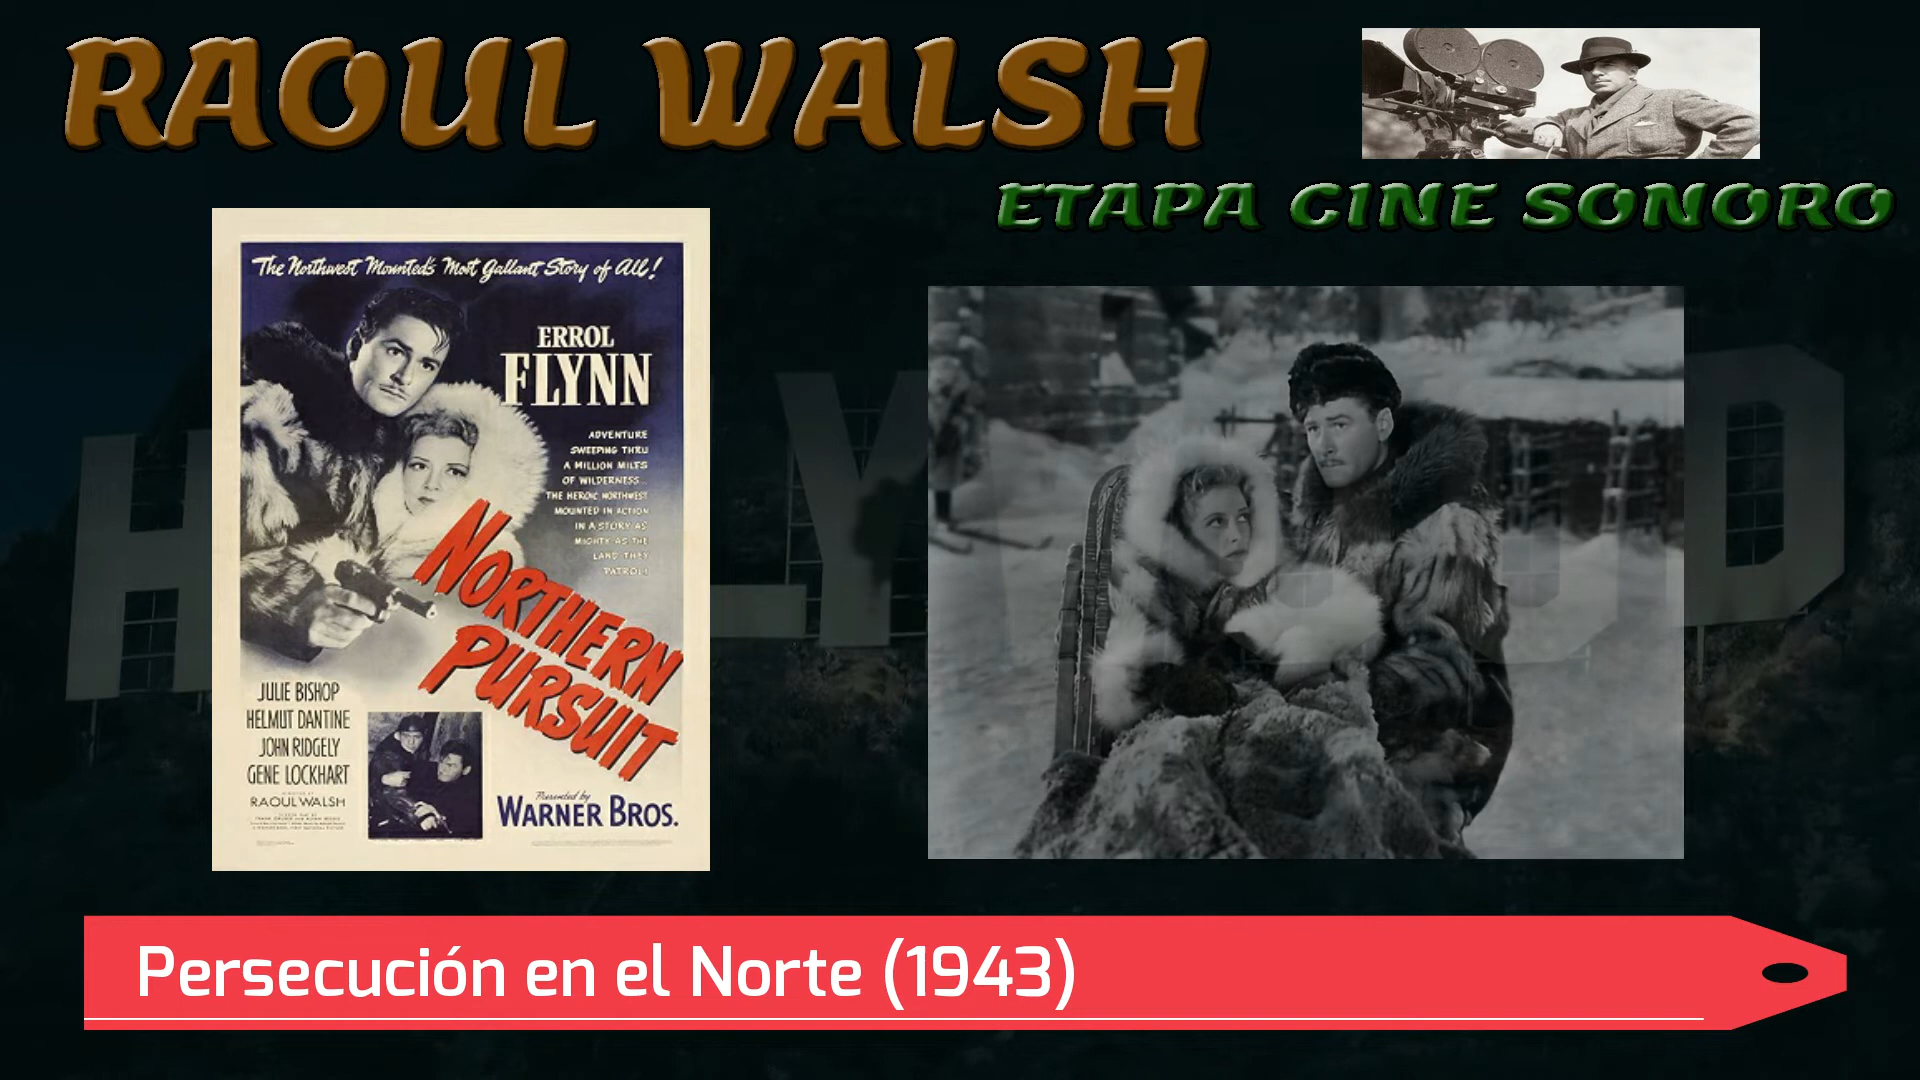 RAOUL WALSH
ETAPA CINE SONORO
The Northwest Mounted's Most Gallant Story of All!
ERROL
FLYNN
ADVENTURE
SWEEPING THRU
A MILLION MILES
OF WILDERNESS...
THE HEROIC NORTHWEST
MOUNTED IN ACTION
IN A STORY AS
MIGHTY AS THE
LAND THEY
PATROL!
NORTHERN
PURSUIT
JULIE BISHOP
HELMUT DANTINE
JOHN RIDGELY
GENE LOCKHART
RAOUL WALSH
Presented by
WARNER BROS.
Persecución en el Norte (1943)